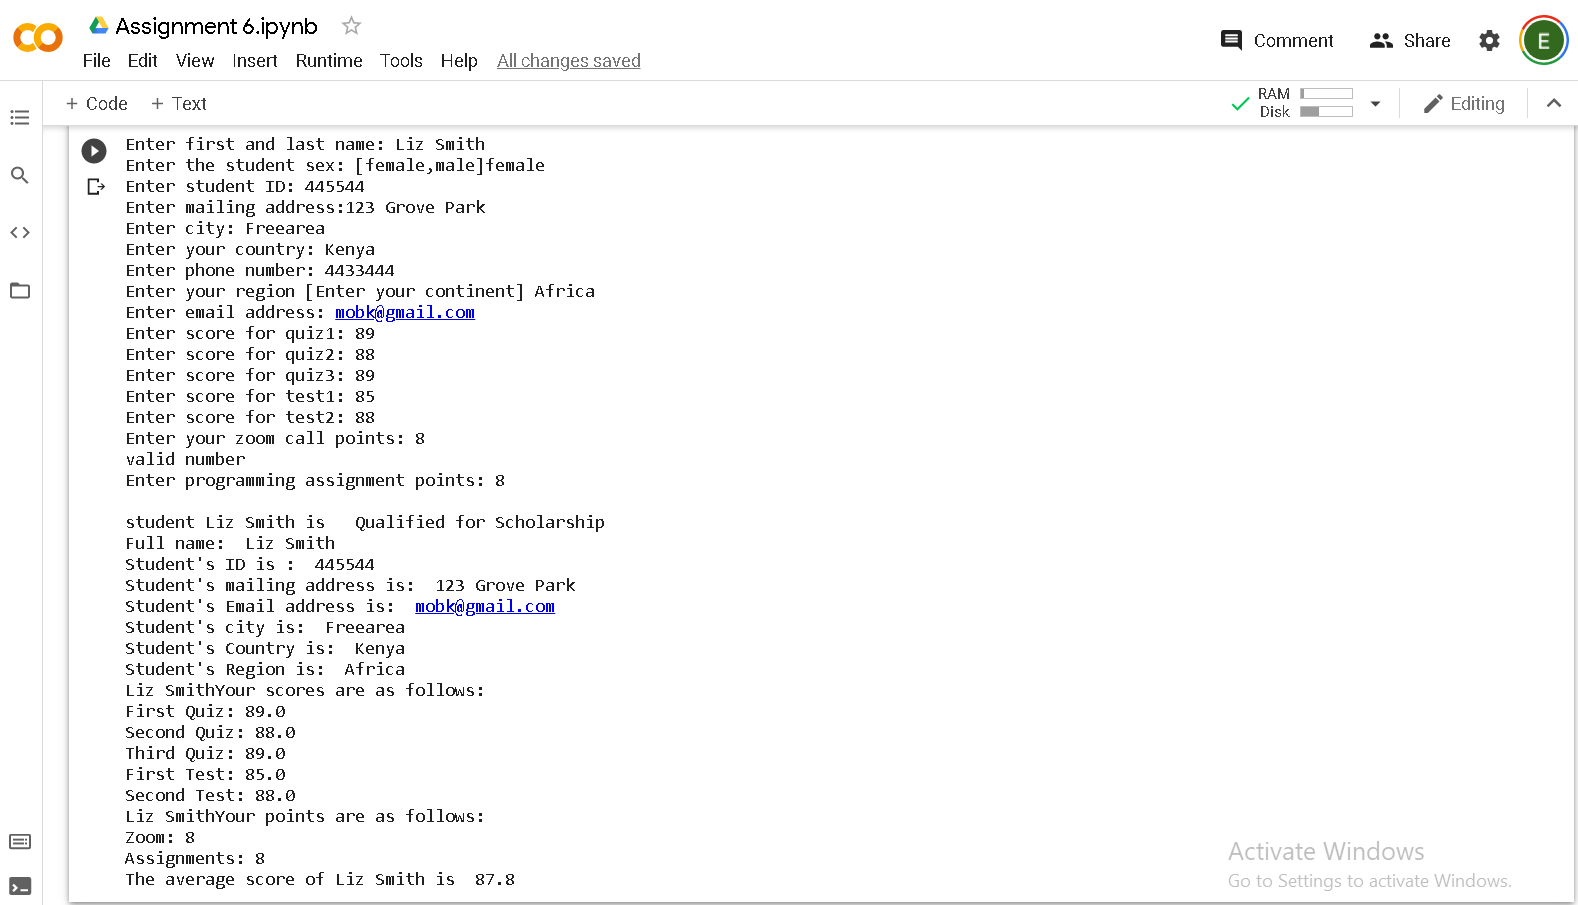 Assignment 6.ipynb
File Edit View Insert Runtime Tools Help All changes saved
Comment Share E
+ Code + Text
RAM
Disk
Editing
Enter first and last name: Liz Smith
Enter the student sex: [female,male]female
Enter student ID: 445544
Enter mailing address:123 Grove Park
Enter city: Freearea
Enter your country: Kenya
Enter phone number: 4433444
Enter your region [Enter your continent] Africa
Enter email address: mobk@gmail.com
Enter score for quiz1: 89
Enter score for quiz2: 88
Enter score for quiz3: 89
Enter score for test1: 85
Enter score for test2: 88
Enter your zoom call points: 8
valid number
Enter programming assignment points: 8
student Liz Smith is   Qualified for Scholarship
Full name:  Liz Smith
Student's ID is :  445544
Student's mailing address is:  123 Grove Park
Student's Email address is:  mobk@gmail.com
Student's city is:  Freearea
Student's Country is:  Kenya
Student's Region is:  Africa
Liz SmithYour scores are as follows:
First Quiz: 89.0
Second Quiz: 88.0
Third Quiz: 89.0
First Test: 85.0
Second Test: 88.0
Liz SmithYour points are as follows:
Zoom: 8
Assignments: 8
The average score of Liz Smith is  87.8
Activate Windows
Go to Settings to activate Windows.